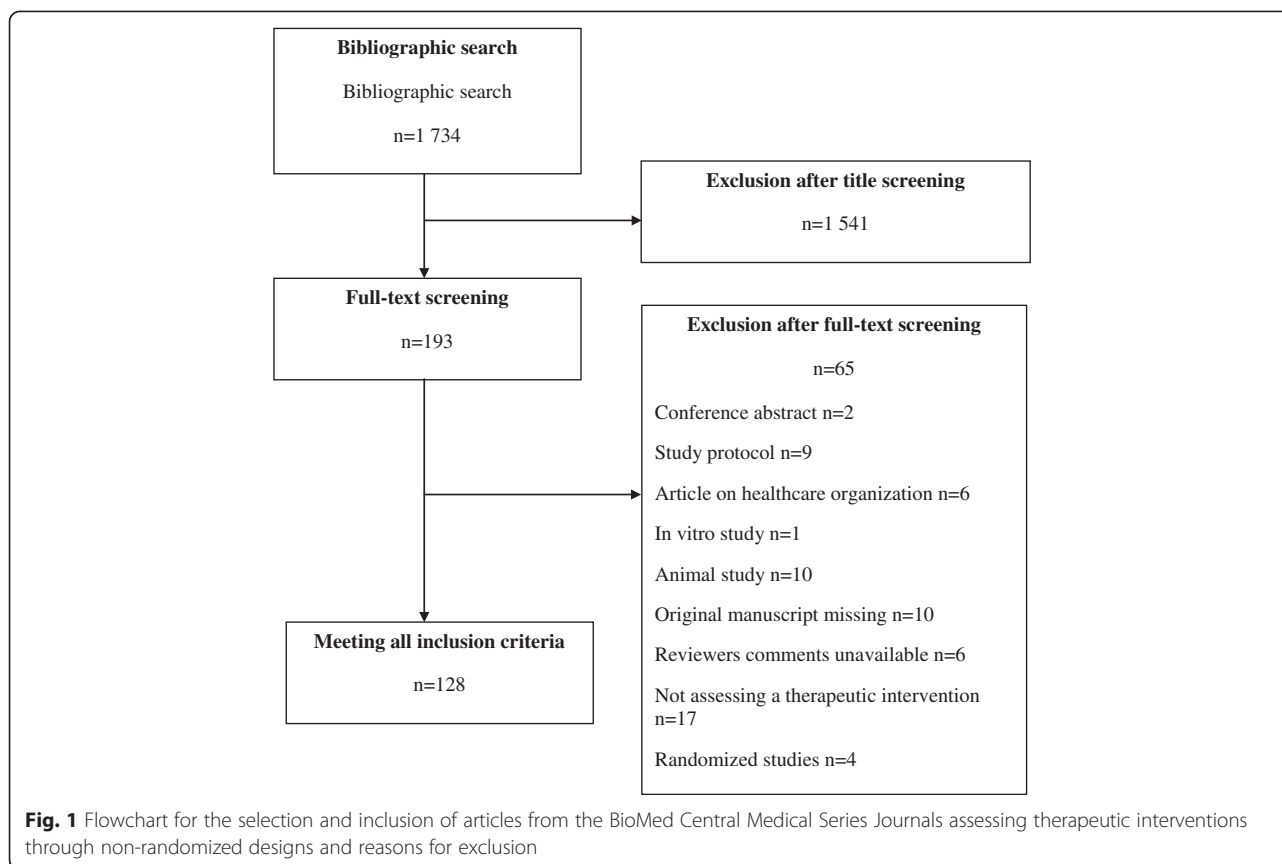 Bibliographic search
Bibliographic search
n=1 734
Exclusion after title screening
n=1 541
Full-text screening
n=193
Exclusion after full-text screening
n=65
Conference abstract n=2
Study protocol n=9
Article on healthcare organization n=6
In vitro study n=1
Animal study n=10
Original manuscript missing n=10
Reviewers comments unavailable n=6
Not assessing a therapeutic intervention
n=17
Randomized studies n=4
Meeting all inclusion criteria
n=128
Fig. 1 Flowchart for the selection and inclusion of articles from the BioMed Central Medical Series Journals assessing therapeutic interventions
through non-randomized designs and reasons for exclusion